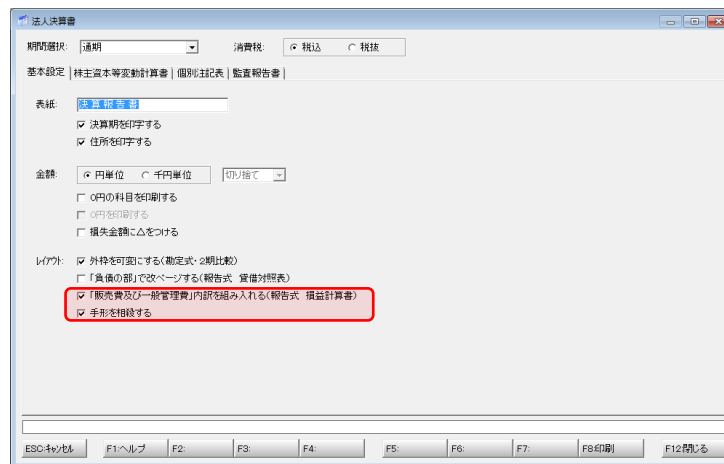 法人決算書
期間選択: 通期 消費税: 税込 税抜
基本設定 株主資本等変動計算書 個別注記表 監査報告書
表紙: 決算報告書
決算期を印字する
住所を印字する
金額: 円単位 千円単位 切り捨て
0円の科目を印刷する
0円を印刷する
損失金額に△をつける
レイアウト: 外枠を可変にする(勘定式・2期比較)
「負債の部」で改ページする(報告式 貸借対照表)
「販売費及び一般管理費」内訳を組み入れる(報告式 損益計算書)
手形を相殺する
ESC:キャンセル F1:ヘルプ F2: F3: F4: F5: F6: F7: F8:印刷 F12:閉じる